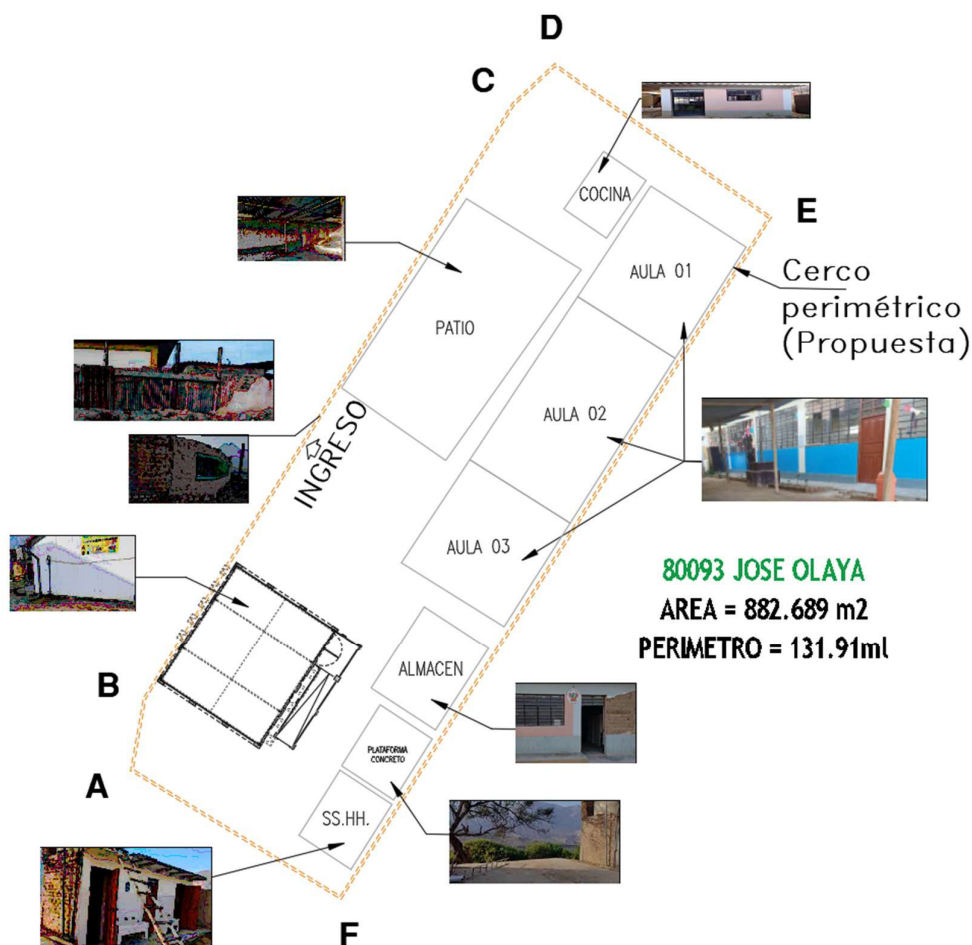 D
C
COCINA
E
AULA 01
Cerco
perimétrico
(Propuesta)
PATIO
AULA 02
INGRESO
AULA 03
80093 JOSE OLAYA
AREA = 882.689 m2
PERIMETRO = 131.91ml
ALMACEN
B
PLATAFORMA
CONCRETO
A
SS.HH.
F